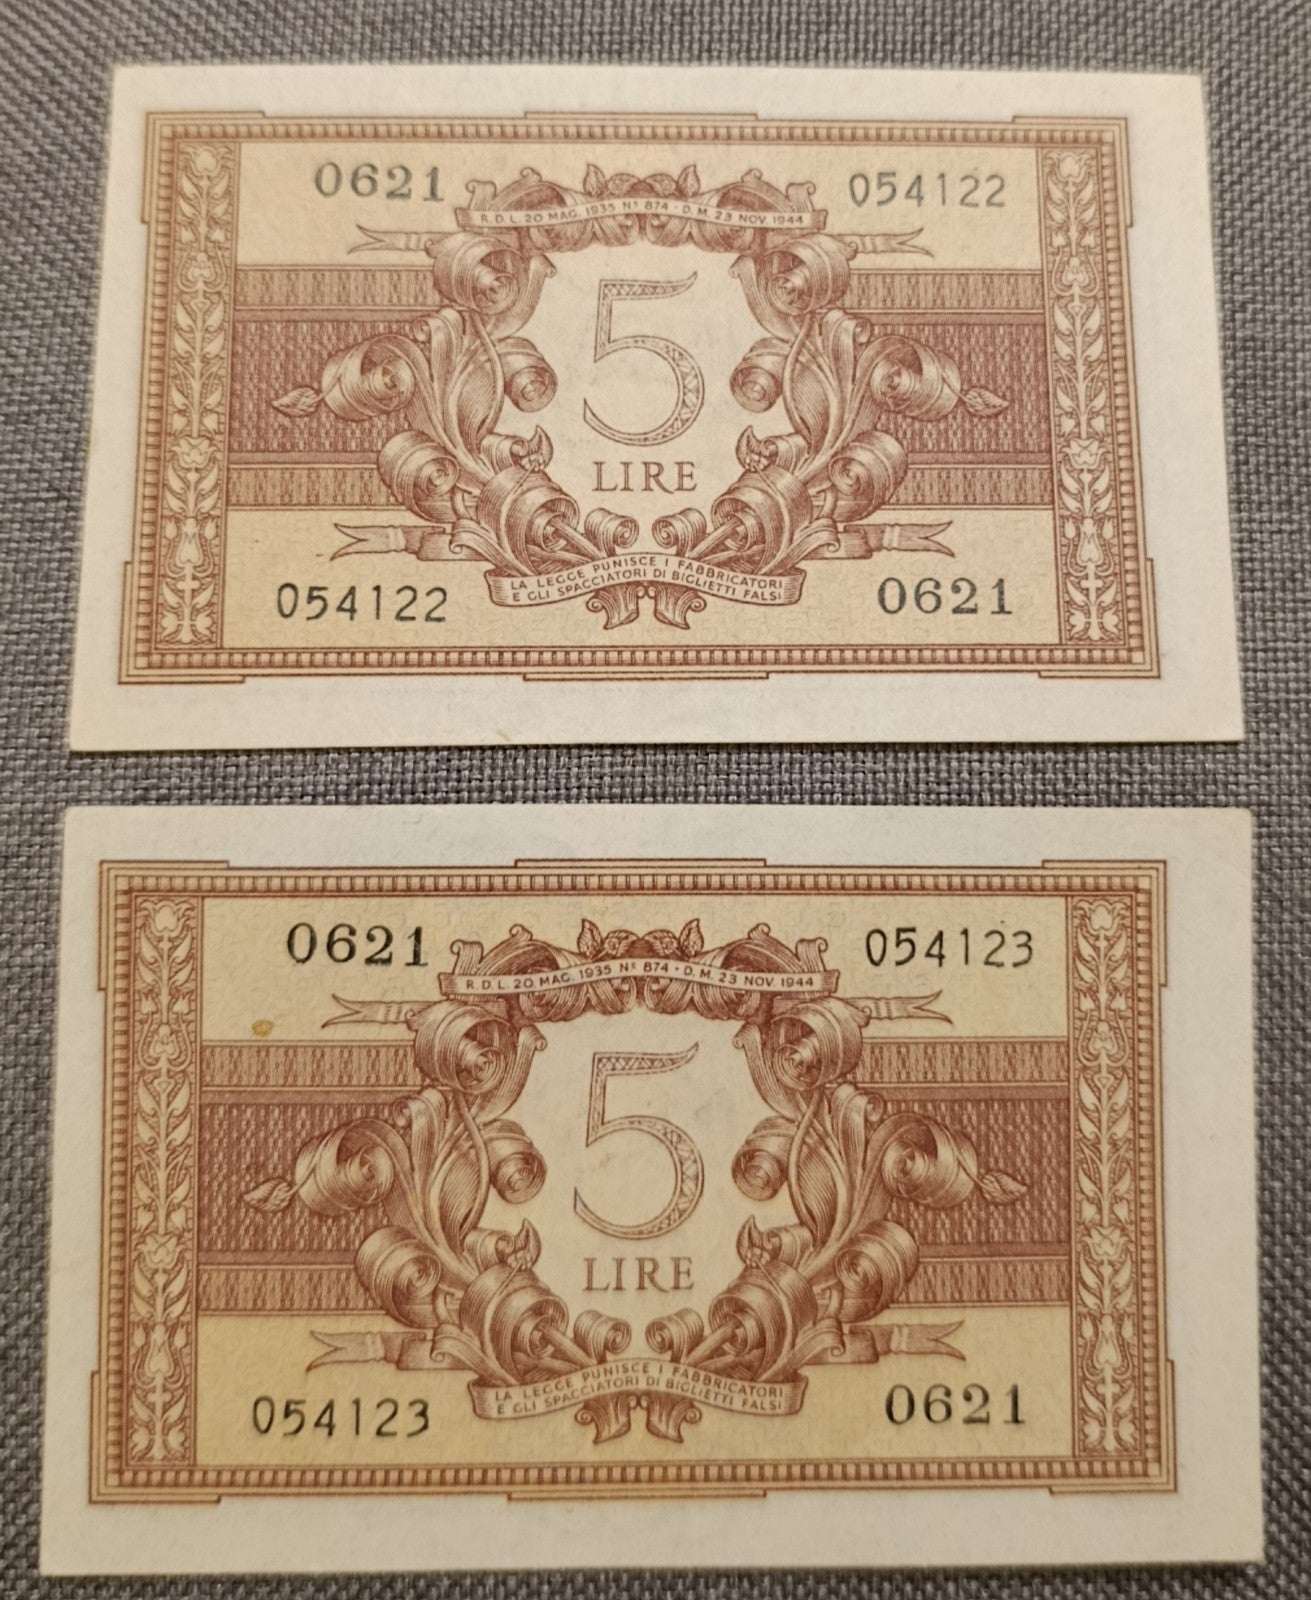 0621
R.D.L. 20 MAG. 1935 Nº 874 - D.M. 23 NOV. 1944
054122
5
LIRE
LA LEGGE PUNISCE I FABBRICATORI
E GLI SPACCIATORI DI BIGLIETTI FALSI
054122
0621
0621
R.D.L. 20 MAG. 1935 Nº 874 - D.M. 23 NOV. 1944
054123
5
LIRE
LA LEGGE PUNISCE I FABBRICATORI
E GLI SPACCIATORI DI BIGLIETTI FALSI
054123
0621